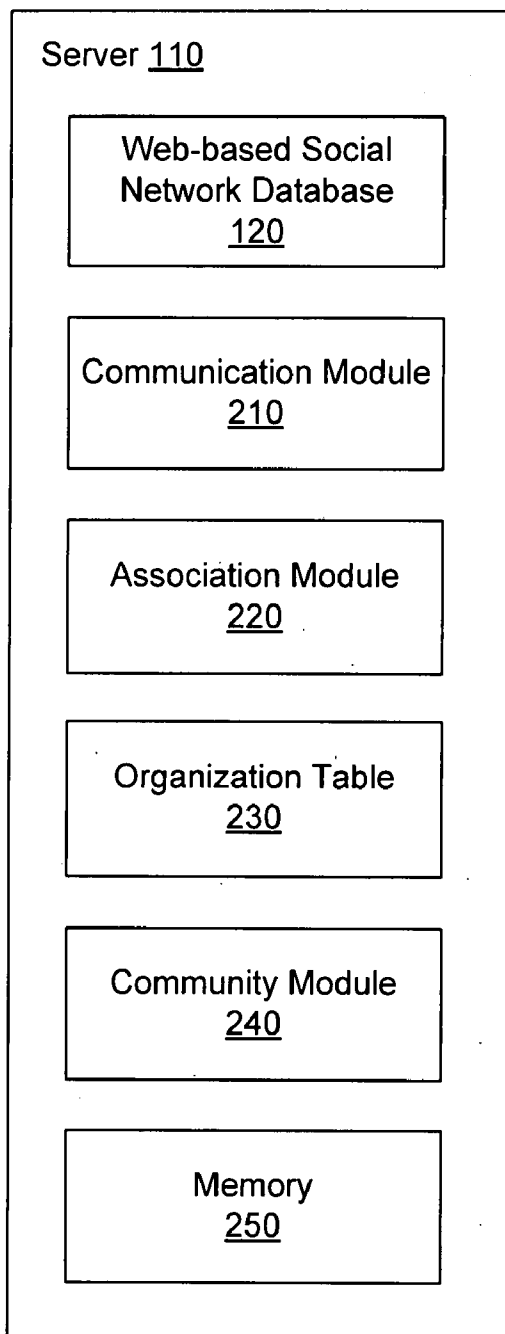 Server 110
Web-based Social
Network Database
120
Communication Module
210
Association Module
220
Organization Table
230
Community Module
240
Memory
250